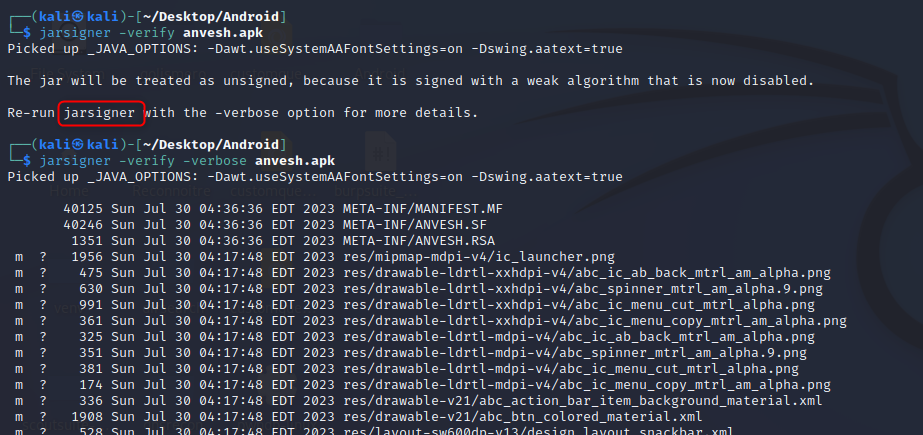 (kali㉿kali)-[~/Desktop/Android]
$ jarsigner -verify anvesh.apk
Picked up _JAVA_OPTIONS: -Dawt.useSystemAAFontSettings=on -Dswing.aatext=true
The jar will be treated as unsigned, because it is signed with a weak algorithm that is now disabled.
Re-run jarsigner with the -verbose option for more details.
(kali㉿kali)-[~/Desktop/Android]
$ jarsigner -verify -verbose anvesh.apk
Picked up _JAVA_OPTIONS: -Dawt.useSystemAAFontSettings=on -Dswing.aatext=true
40125 Sun Jul 30 04:36:36 EDT 2023 META-INF/MANIFEST.MF
40246 Sun Jul 30 04:36:36 EDT 2023 META-INF/ANVESH.SF
1351 Sun Jul 30 04:36:36 EDT 2023 META-INF/ANVESH.RSA
m ? 1956 Sun Jul 30 04:17:48 EDT 2023 res/mipmap-mdpi-v4/ic_launcher.png
m ? 475 Sun Jul 30 04:17:48 EDT 2023 res/drawable-ldrtl-xxhdpi-v4/abc_ic_ab_back_mtrl_am_alpha.png
m ? 630 Sun Jul 30 04:17:48 EDT 2023 res/drawable-ldrtl-xxhdpi-v4/abc_spinner_mtrl_am_alpha.9.png
m ? 991 Sun Jul 30 04:17:48 EDT 2023 res/drawable-ldrtl-xxhdpi-v4/abc_ic_menu_cut_mtrl_alpha.png
m ? 361 Sun Jul 30 04:17:48 EDT 2023 res/drawable-ldrtl-xxhdpi-v4/abc_ic_menu_copy_mtrl_am_alpha.png
m ? 325 Sun Jul 30 04:17:48 EDT 2023 res/drawable-ldrtl-mdpi-v4/abc_ic_ab_back_mtrl_am_alpha.png
m ? 351 Sun Jul 30 04:17:48 EDT 2023 res/drawable-ldrtl-mdpi-v4/abc_spinner_mtrl_am_alpha.9.png
m ? 381 Sun Jul 30 04:17:48 EDT 2023 res/drawable-ldrtl-mdpi-v4/abc_ic_menu_cut_mtrl_alpha.png
m ? 174 Sun Jul 30 04:17:48 EDT 2023 res/drawable-ldrtl-mdpi-v4/abc_ic_menu_copy_mtrl_am_alpha.png
m ? 336 Sun Jul 30 04:17:48 EDT 2023 res/drawable-v21/abc_action_bar_item_background_material.xml
m ? 1908 Sun Jul 30 04:17:48 EDT 2023 res/drawable-v21/abc_btn_colored_material.xml
m ? 528 Sun Jul 30 04:17:48 EDT 2023 res/layout-sw600dp-v13/design_layout_snackbar.xml